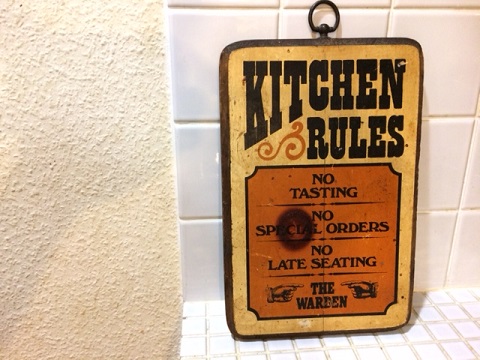 KITCHEN
RULES
NO
TASTING
NO
SPECIAL ORDERS
NO
LATE SEATING
THE
WARDEN